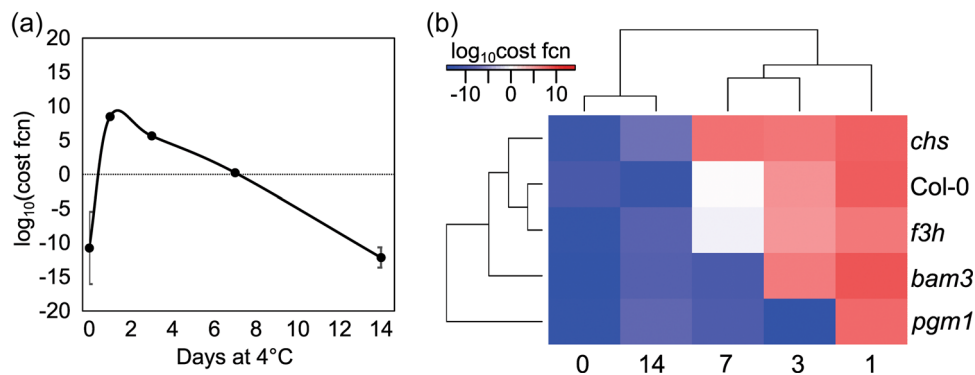 (a)
log₁₀(cost fcn)
20
15
10
5
0
-5
-10
-15
-20
0 2 4 6 8 10 12 14
Days at 4°C
(b)
log₁₀cost fcn
-10 0 10
chs
Col-0
f3h
bam3
pgm1
0 14 7 3 1